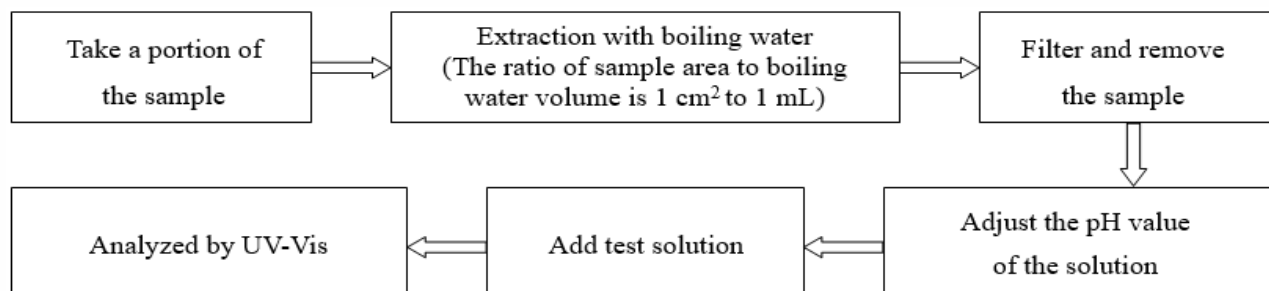 Take a portion of
the sample
Extraction with boiling water
(The ratio of sample area to boiling
water volume is 1 cm² to 1 mL)
Filter and remove
the sample
Adjust the pH value
of the solution
Add test solution
Analyzed by UV-Vis